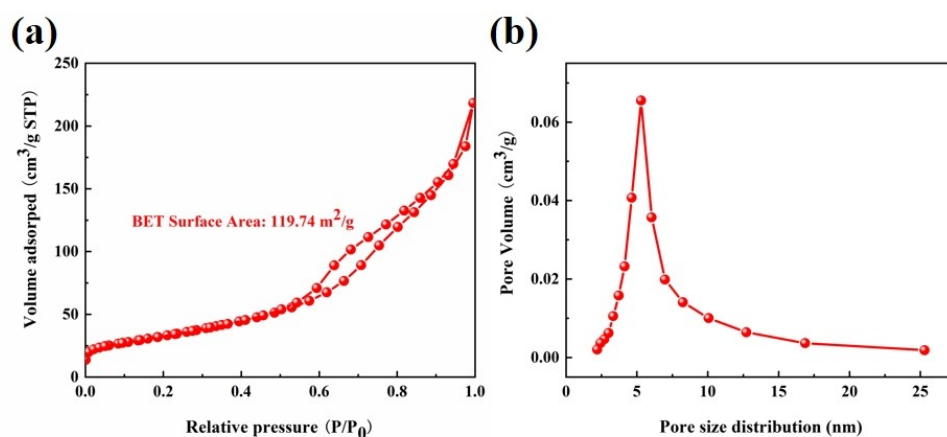 (a)
250
200
150
100
50
0
Volume adsorped (cm³/g STP)
BET Surface Area: 119.74 m²/g
0.0 0.2 0.4 0.6 0.8 1.0
Relative pressure (P/P₀)
(b)
0.06
0.04
0.02
0.00
Pore Volume (cm³/g)
0 5 10 15 20 25
Pore size distribution (nm)